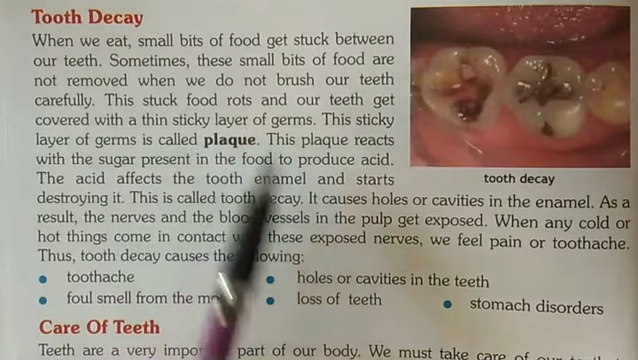 Tooth Decay
When we eat, small bits of food get stuck between
our teeth. Sometimes, these small bits of food are
not removed when we do not brush our teeth
carefully. This stuck food rots and our teeth get
covered with a thin sticky layer of germs. This sticky
layer of germs is called plaque. This plaque reacts
with the sugar present in the food to produce acid.
The acid affects the tooth enamel and starts
tooth decay
destroying it. This is called tooth decay. It causes holes or cavities in the enamel. As a
result, the nerves and the blood vessels in the pulp get exposed. When any cold or
hot things come in contact these exposed nerves, we feel pain or toothache.
Thus, tooth decay causes the following:
toothache
holes or cavities in the teeth
foul smell from the
loss of teeth
stomach disorders
Care Of Teeth
Teeth are a very part of our body. We must take care of